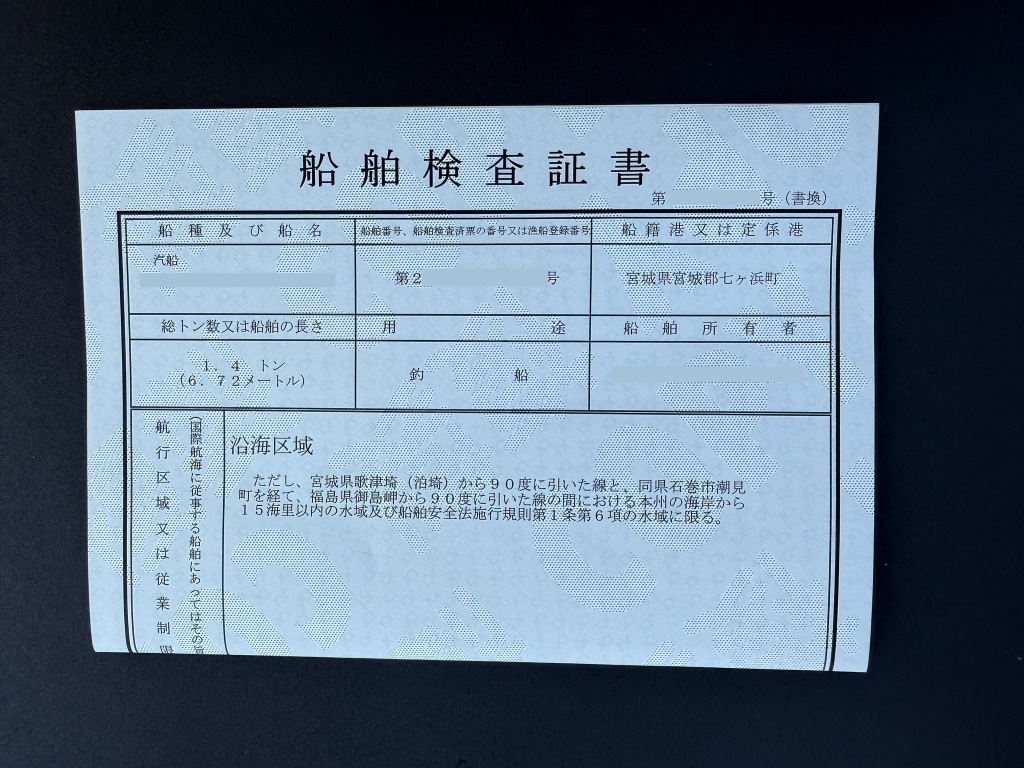 船舶検査証書
第 号（書換）
船種及び船名
船舶番号、船舶検査済票の番号又は漁船登録番号
船籍港又は定係港
汽船
第２ 号
宮城県宮城郡七ヶ浜町
総トン数又は船舶の長さ
用途
船舶所有者
１．４ トン
（６．７２メートル）
釣船
航行区域又は従業制限
（国際航海に従事する船舶にあってはその旨
沿海区域
ただし、宮城県歌津埼（泊埼）から９０度に引いた線と、同県石巻市潮見
町を経て、福島県御島岬から９０度に引いた線の間における本州の海岸から
１５海里以内の水域及び船舶安全法施行規則第１条第６項の水域に限る。